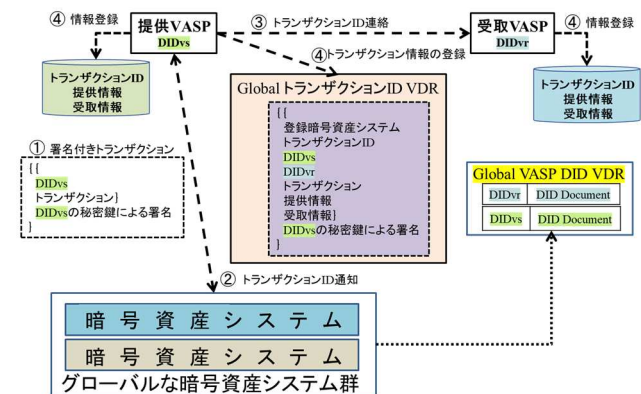 ④ 情報登録
提供VASP
DIDvs
③ トランザクションID連絡
受取VASP
DIDvr
④ 情報登録
④トランザクション情報の登録
トランザクションID
提供情報
受取情報
Global トランザクションID VDR
{{
登録暗号資産システム
トランザクションID
DIDvs
DIDvr
トランザクション
提供情報
受取情報}
DIDvsの秘密鍵による署名
}
トランザクションID
提供情報
受取情報
① 署名付きトランザクション
{{
DIDvs
トランザクション}
DIDvsの秘密鍵による署名
}
Global VASP DID VDR
DIDvr DID Document
DIDvs DID Document
② トランザクションID通知
暗号資産システム
暗号資産システム
グローバルな暗号資産システム群